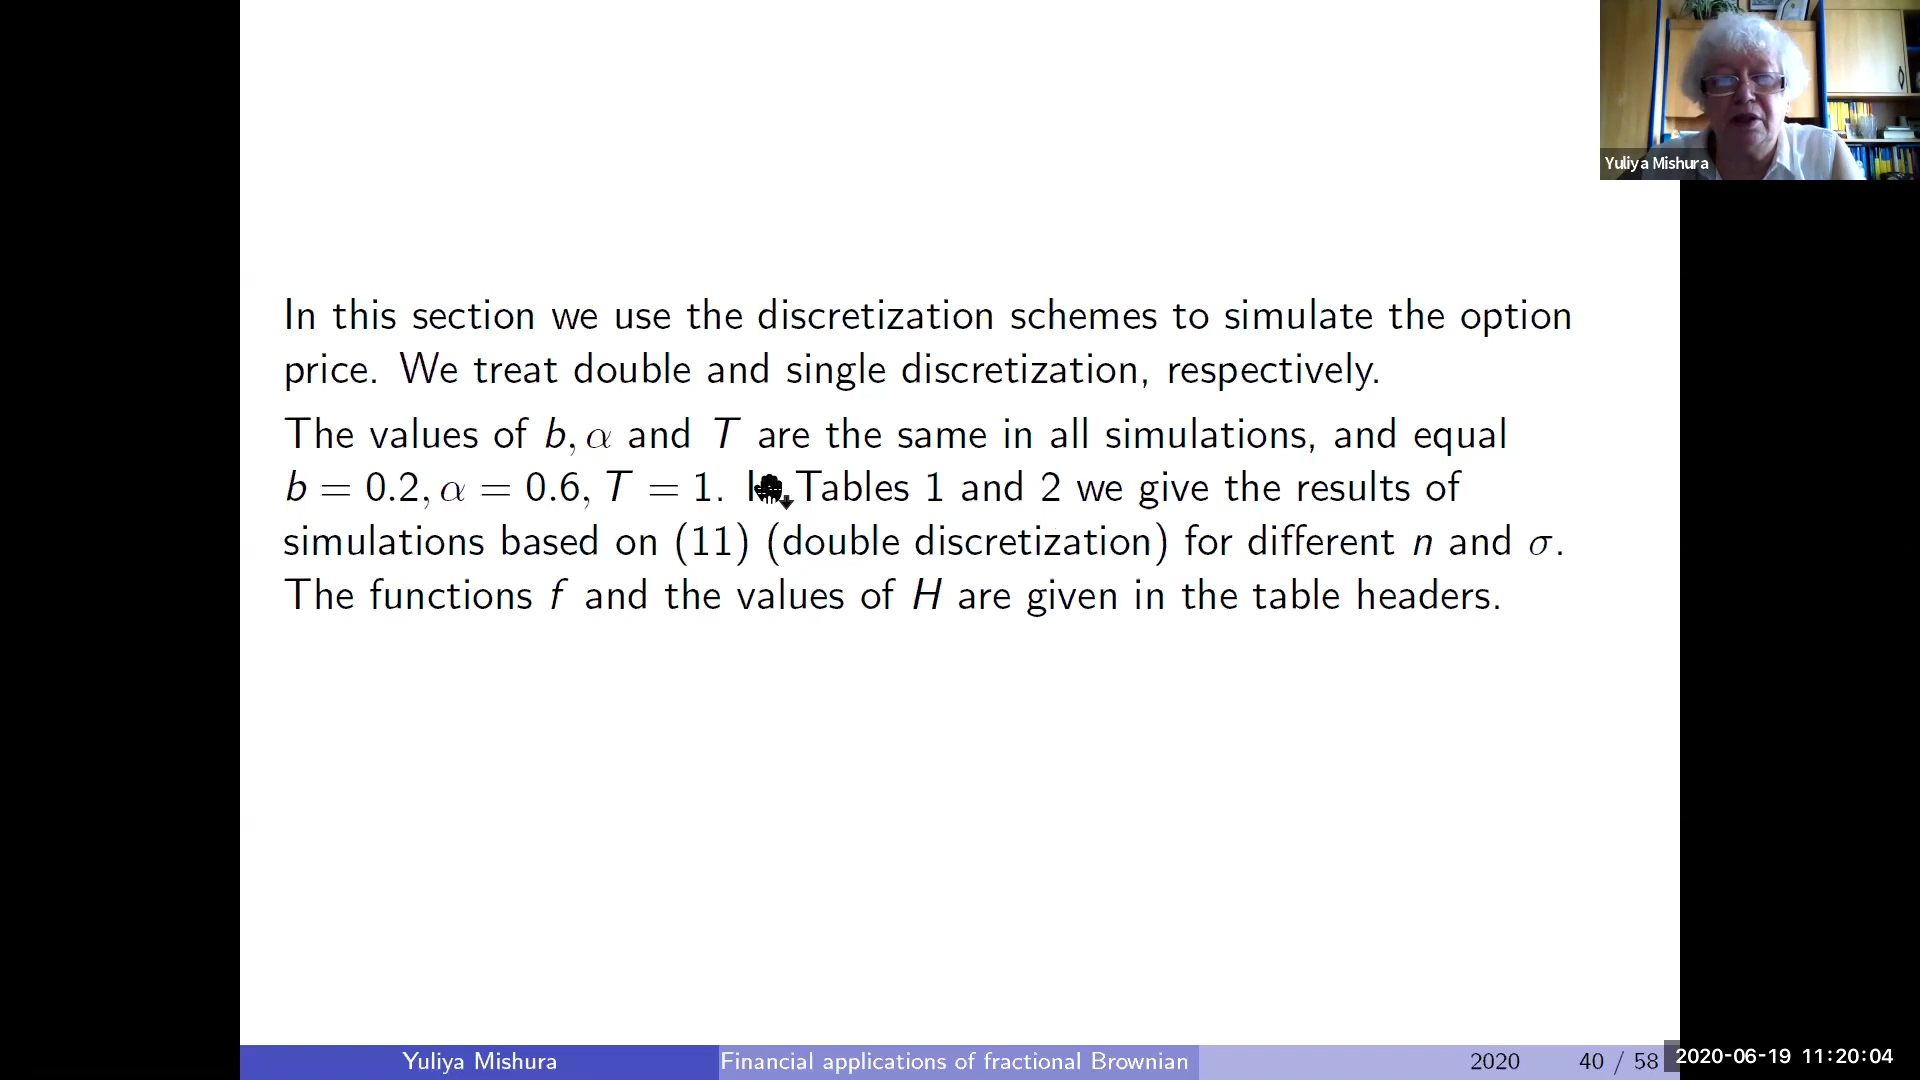 Yuliya Mishura
In this section we use the discretization schemes to simulate the option
price. We treat double and single discretization, respectively.
The values of b, α and T are the same in all simulations, and equal
b = 0.2, α = 0.6, T = 1. Tables 1 and 2 we give the results of
simulations based on (11) (double discretization) for different n and σ.
The functions f and the values of H are given in the table headers.
Yuliya Mishura
Financial applications of fractional Brownian
2020
40 / 58
2020-06-19 11:20:04